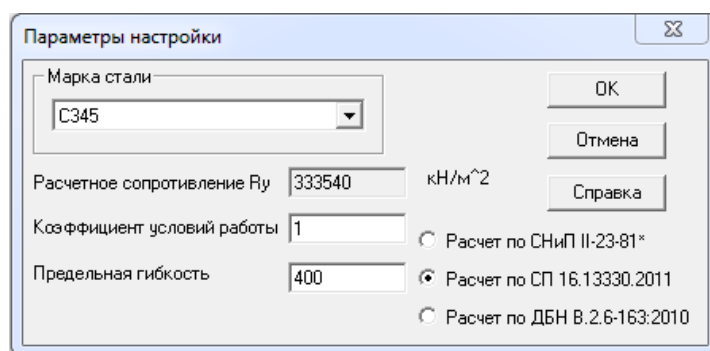 Параметры настройки
Марка стали
C345
OK
Отмена
Расчетное сопротивление Ry 333540 кН/м^2
Справка
Коэффициент условий работы 1
Расчет по СНиП II-23-81*
Предельная гибкость 400
Расчет по СП 16.13330.2011
Расчет по ДБН В.2.6-163:2010